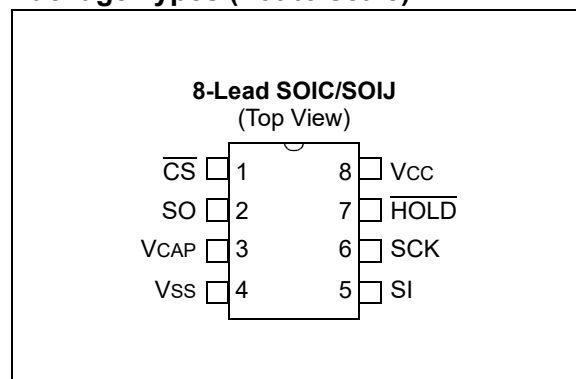 8-Lead SOIC/SOIJ
(Top View)
CS 1 8 VCC
SO 2 7 HOLD
VCAP 3 6 SCK
VSS 4 5 SI